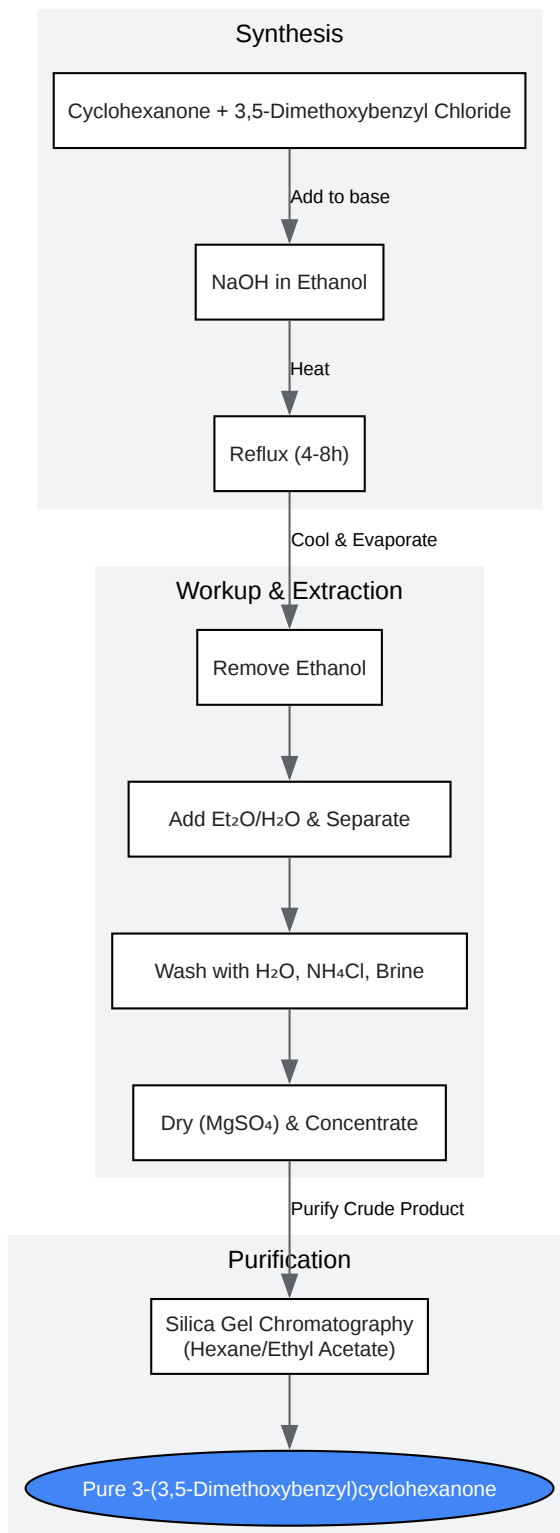 Synthesis
Cyclohexanone + 3,5-Dimethoxybenzyl Chloride
Add to base
NaOH in Ethanol
Heat
Reflux (4-8h)
Cool & Evaporate
Workup & Extraction
Remove Ethanol
Add Et₂O/H₂O & Separate
Wash with H₂O, NH₄Cl, Brine
Dry (MgSO₄) & Concentrate
Purify Crude Product
Purification
Silica Gel Chromatography
(Hexane/Ethyl Acetate)
Pure 3-(3,5-Dimethoxybenzyl)cyclohexanone